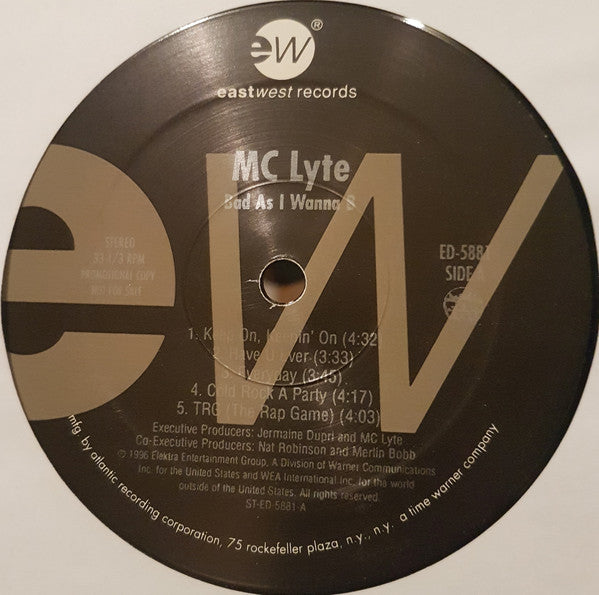 ew®
eastwest records
MC Lyte
Bad As I Wanna B
STEREO
33 1/3 RPM
PROMOTIONAL COPY
NOT FOR SALE
ED-5881
SIDE
ew
1. Keep On, Keepin' On (4:32)
2. Have U Ever (3:33)
3. Everyday (3:45)
4. Cold Rock A Party (4:17)
5. TRG (The Rap Game) (4:03)
Executive Producers: Jermaine Dupri and MC Lyte
Co-Executive Producers: Nat Robinson and Merlin Bobb
© 1996 Elektra Entertainment Group, A Division of Warner Communications
Inc. for the United States and WEA International Inc. for the world
outside of the United States. All rights reserved.
ST-ED 5881-A
mfg. by atlantic recording corporation, 75 rockefeller plaza, n.y., n.y. a time warner company